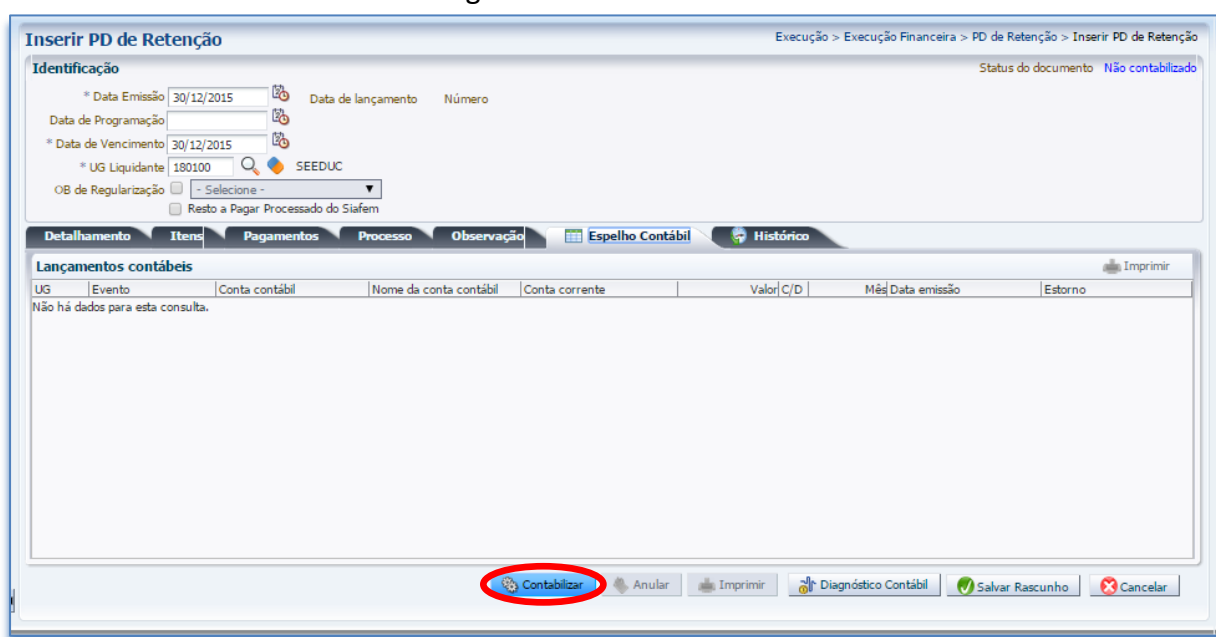 Inserir PD de Retenção
Execução > Execução Financeira > PD de Retenção > Inserir PD de Retenção
Identificação
Status do documento Não contabilizado
* Data Emissão 30/12/2015 Data de lançamento Número
Data de Programação
* Data de Vencimento 30/12/2015
* UG Liquidante 180100 SEEDUC
OB de Regularização - Selecione -
Resto a Pagar Processado do Siafem
Detalhamento Itens Pagamentos Processo Observação Espelho Contábil Histórico
Lançamentos contábeis Imprimir
UG Evento Conta contábil Nome da conta contábil Conta corrente Valor C/D Mês Data emissão Estorno
Não há dados para esta consulta.
Contabilizar Anular Imprimir Diagnóstico Contábil Salvar Rascunho Cancelar